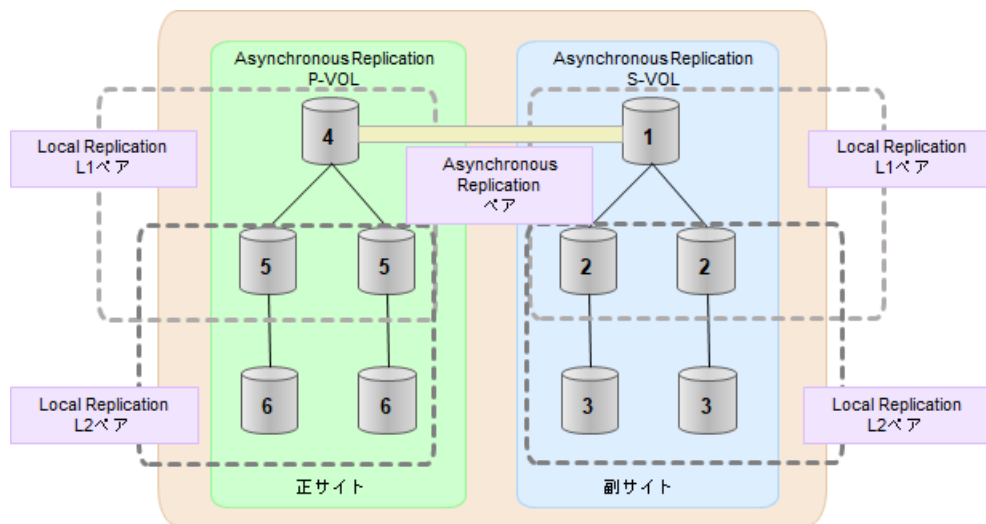 Asynchronous Replication
P-VOL
Asynchronous Replication
S-VOL
4
1
Local Replication
L1ペア
Asynchronous
Replication
ペア
Local Replication
L1ペア
5
5
2
2
Local Replication
L2ペア
6
6
3
3
Local Replication
L2ペア
正サイト
副サイト